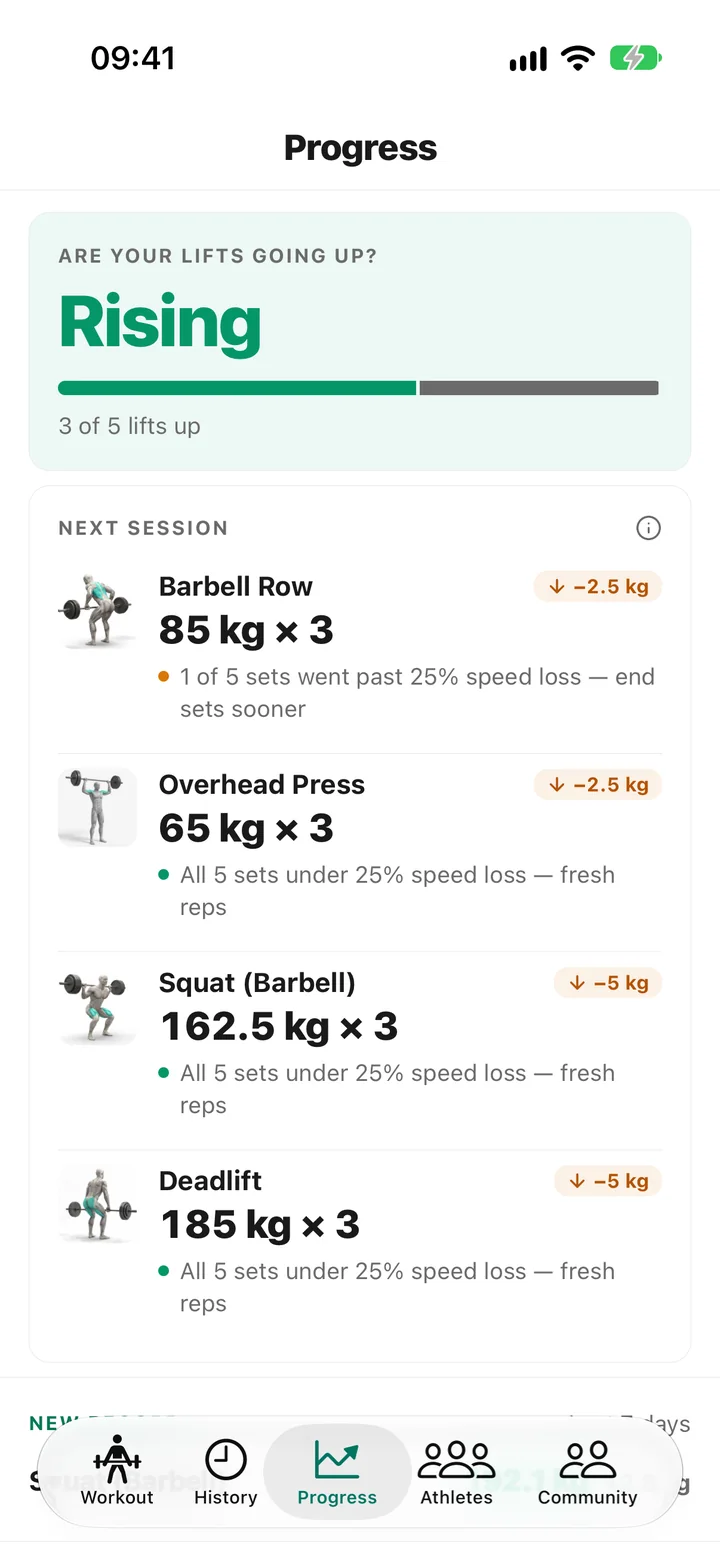 09:41
Progress
ARE YOUR LIFTS GOING UP?
Rising
3 of 5 lifts up
NEXT SESSION
Barbell Row
↓ −2.5 kg
85 kg × 3
1 of 5 sets went past 25% speed loss — end
sets sooner
Overhead Press
↓ −2.5 kg
65 kg × 3
All 5 sets under 25% speed loss — fresh
reps
Squat (Barbell)
↓ −5 kg
162.5 kg × 3
All 5 sets under 25% speed loss — fresh
reps
Deadlift
↓ −5 kg
185 kg × 3
All 5 sets under 25% speed loss — fresh
reps
NEW days
Squat (Barbell)
Workout
History
Progress
Athletes
Community